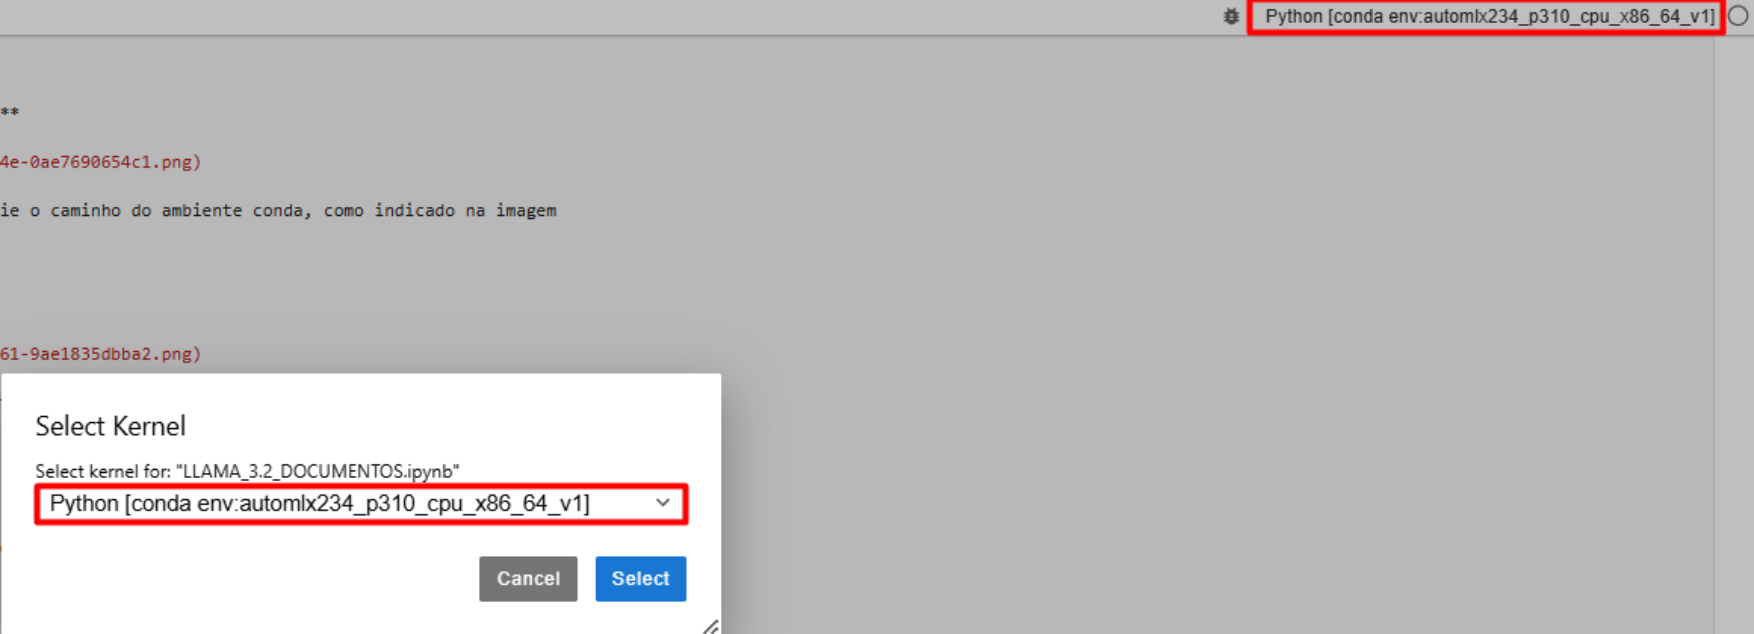 Python [conda env:automlx234_p310_cpu_x86_64_v1]
**
4e-0ae7690654c1.png)
ie o caminho do ambiente conda, como indicado na imagem
61-9ae1835dbba2.png)
Select Kernel
Select kernel for: "LLAMA_3.2_DOCUMENTOS.ipynb"
Python [conda env:automlx234_p310_cpu_x86_64_v1]
Cancel
Select